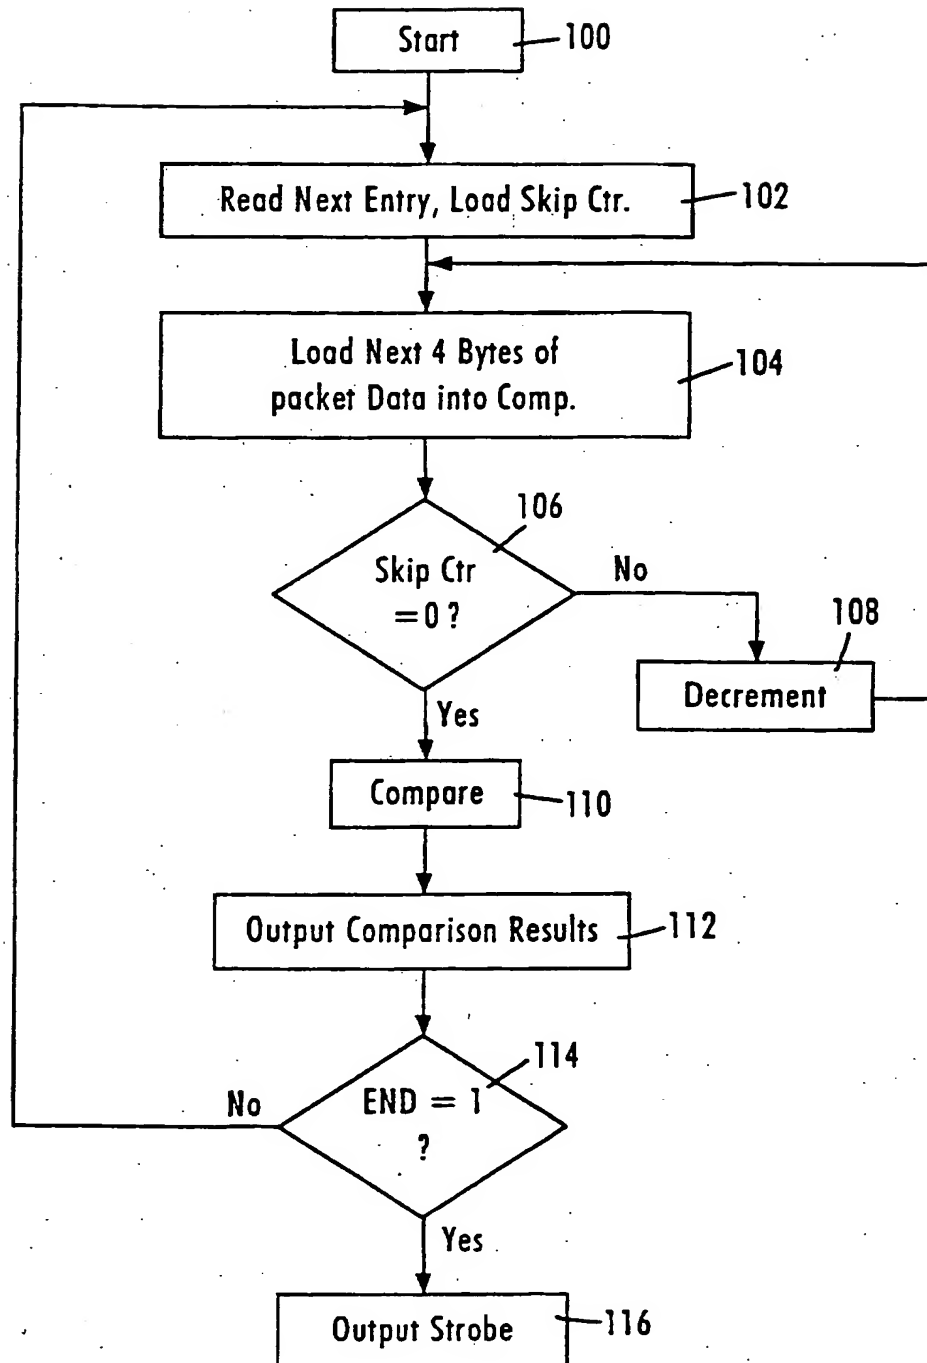 Start
100
Read Next Entry, Load Skip Ctr.
102
Load Next 4 Bytes of
packet Data into Comp.
104
106
Skip Ctr
=0 ?
No
108
Decrement
Yes
Compare
110
Output Comparison Results
112
114
END = 1
?
No
Yes
Output Strobe
116